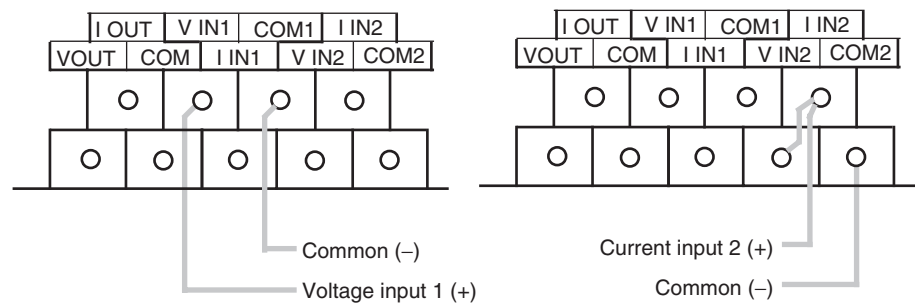 I OUT V IN1 COM1 I IN2
VOUT COM I IN1 V IN2 COM2
Common (–)
Voltage input 1 (+)
I OUT V IN1 COM1 I IN2
VOUT COM I IN1 V IN2 COM2
Current input 2 (+)
Common (–)